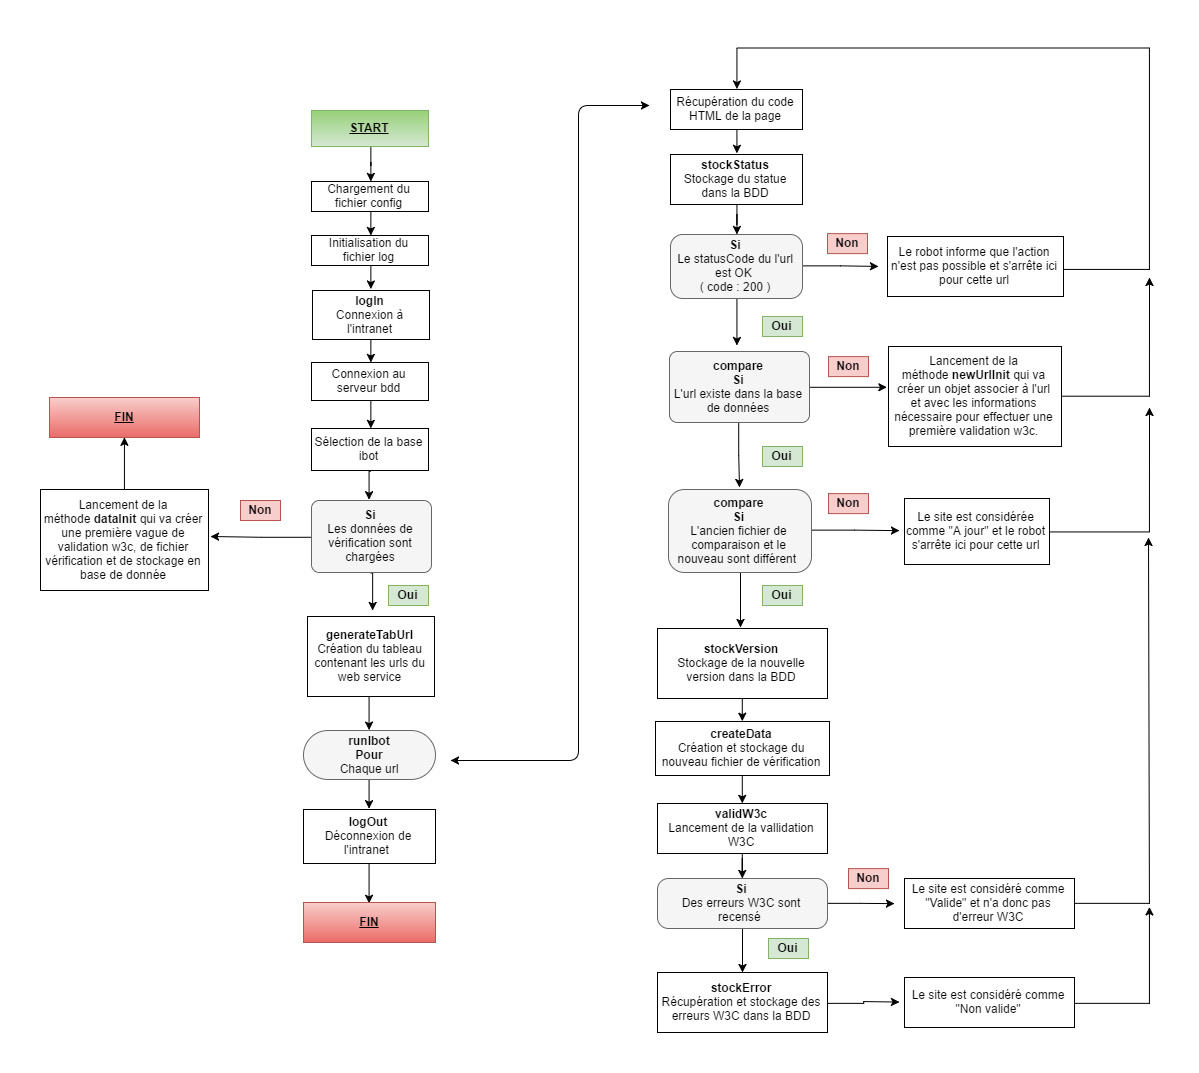 START
Chargement du
fichier config
Initialisation du
fichier log
logIn
Connexion à
l'intranet
Connexion au
serveur bdd
Sélection de la base
ibot
Si
Les données de
vérification sont
chargées
Non
Lancement de la
méthode dataInit qui va créer
une première vague de
validation w3c, de fichier
vérification et de stockage en
base de donnée
FIN
Oui
generateTabUrl
Création du tableau
contenant les urls du
web service
runIbot
Pour
Chaque url
logOut
Déconnexion de
l'intranet
FIN
Récupération du code
HTML de la page
stockStatus
Stockage du statue
dans la BDD
Si
Le statusCode du l'url
est OK
( code : 200 )
Non
Le robot informe que l'action
n'est pas possible et s'arrête ici
pour cette url
Oui
compare
Si
L'url existe dans la base
de données
Non
Lancement de la
méthode newUrlInit qui va
créer un objet associer à l'url
et avec les informations
nécessaire pour effectuer une
première validation w3c.
Oui
compare
Si
L'ancien fichier de
comparaison et le
nouveau sont différent
Non
Le site est considérée
comme "A jour" et le robot
s'arrête ici pour cette url
Oui
stockVersion
Stockage de la nouvelle
version dans la BDD
createData
Création et stockage du
nouveau fichier de vérification
validW3c
Lancement de la vallidation
W3C
Si
Des erreurs W3C sont
recensé
Non
Le site est considéré comme
"Valide" et n'a donc pas
d'erreur W3C
Oui
stockError
Récupération et stockage des
erreurs W3C dans la BDD
Le site est considéré comme
"Non valide"